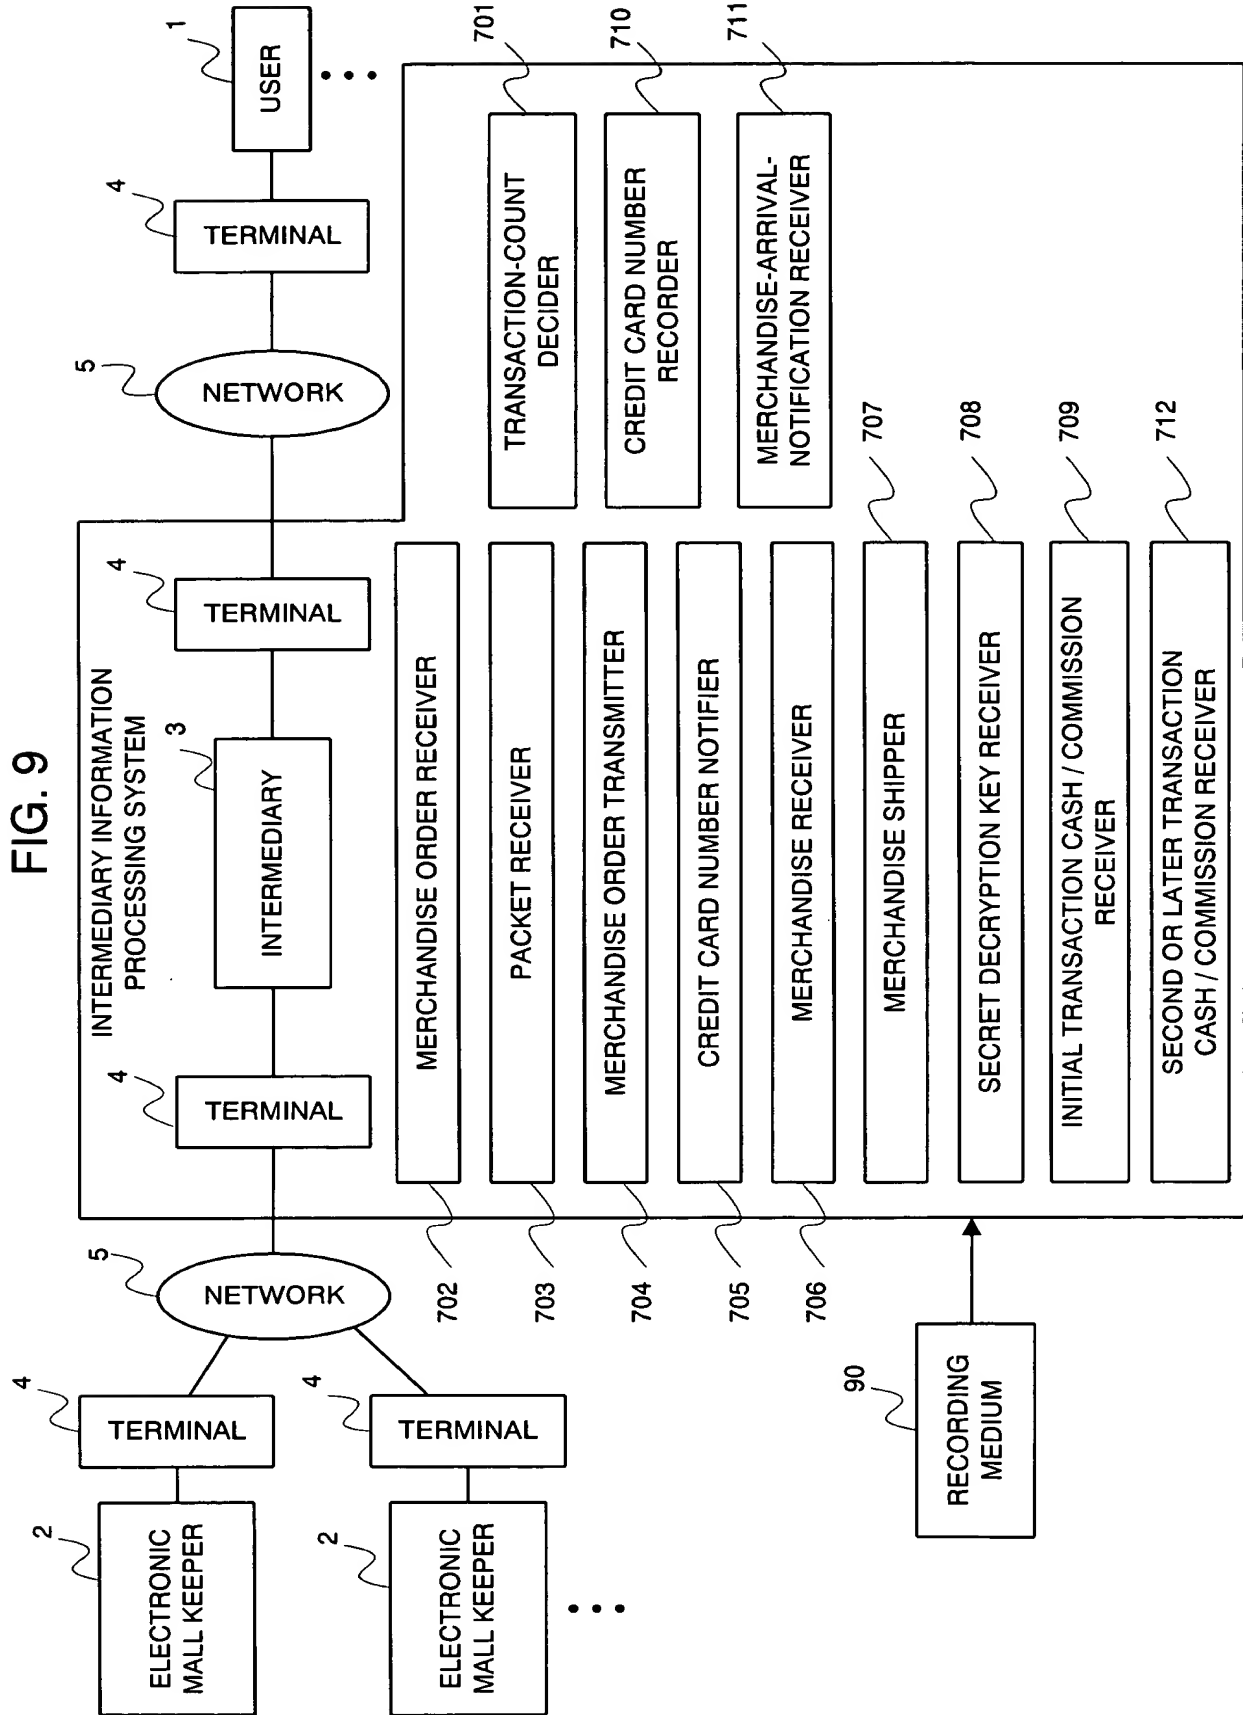 FIG. 9
INTERMEDIARY INFORMATION
PROCESSING SYSTEM
2
ELECTRONIC
MALL KEEPER
4
TERMINAL
2
ELECTRONIC
MALL KEEPER
4
TERMINAL
5
NETWORK
4
TERMINAL
3
INTERMEDIARY
4
TERMINAL
5
NETWORK
4
TERMINAL
1
USER
702
MERCHANDISE ORDER RECEIVER
703
PACKET RECEIVER
704
MERCHANDISE ORDER TRANSMITTER
705
CREDIT CARD NUMBER NOTIFIER
706
MERCHANDISE RECEIVER
MERCHANDISE SHIPPER
707
SECRET DECRYPTION KEY RECEIVER
708
INITIAL TRANSACTION CASH / COMMISSION
RECEIVER
709
SECOND OR LATER TRANSACTION
CASH / COMMISSION RECEIVER
712
TRANSACTION-COUNT
DECIDER
701
CREDIT CARD NUMBER
RECORDER
710
MERCHANDISE-ARRIVAL-
NOTIFICATION RECEIVER
711
90
RECORDING
MEDIUM